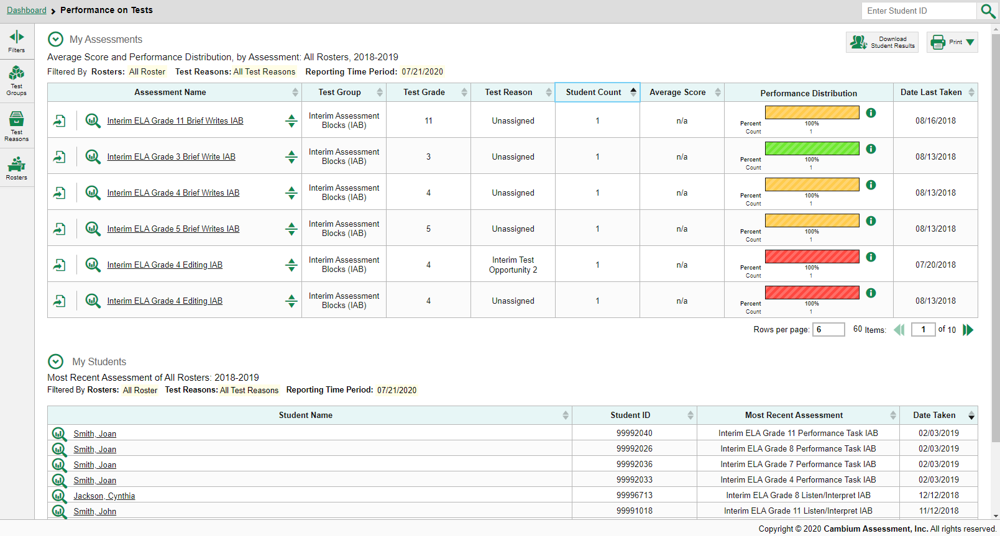 Dashboard Performance on Tests
Enter Student ID
Filters
Test Groups
Test Reasons
Rosters
My Assessments
Download Student Results
Print
Average Score and Performance Distribution, by Assessment: All Rosters, 2018-2019
Filtered By Rosters: All Roster Test Reasons: All Test Reasons Reporting Time Period: 07/21/2020
Assessment Name Test Group Test Grade Test Reason Student Count Average Score Performance Distribution Date Last Taken
Interim ELA Grade 11 Brief Writes IAB Interim Assessment Blocks (IAB) 11 Unassigned 1 n/a Percent 100% Count 1 08/16/2018
Interim ELA Grade 3 Brief Write IAB Interim Assessment Blocks (IAB) 3 Unassigned 1 n/a Percent 100% Count 1 08/13/2018
Interim ELA Grade 4 Brief Writes IAB Interim Assessment Blocks (IAB) 4 Unassigned 1 n/a Percent 100% Count 1 08/13/2018
Interim ELA Grade 5 Brief Writes IAB Interim Assessment Blocks (IAB) 5 Unassigned 1 n/a Percent 100% Count 1 08/13/2018
Interim ELA Grade 4 Editing IAB Interim Assessment Blocks (IAB) 4 Interim Test Opportunity 2 1 n/a Percent 100% Count 1 07/20/2018
Interim ELA Grade 4 Editing IAB Interim Assessment Blocks (IAB) 4 Unassigned 1 n/a Percent 100% Count 1 08/13/2018
Rows per page: 6 60 Items: 1 of 10
My Students
Most Recent Assessment of All Rosters: 2018-2019
Filtered By Rosters: All Roster Test Reasons: All Test Reasons Reporting Time Period: 07/21/2020
Student Name Student ID Most Recent Assessment Date Taken
Smith, Joan 99992040 Interim ELA Grade 11 Performance Task IAB 02/03/2019
Smith, Joan 99992026 Interim ELA Grade 8 Performance Task IAB 02/03/2019
Smith, Joan 99992036 Interim ELA Grade 7 Performance Task IAB 02/03/2019
Smith, Joan 99992033 Interim ELA Grade 4 Performance Task IAB 02/03/2019
Jackson, Cynthia 99996713 Interim ELA Grade 8 Listen/Interpret IAB 12/12/2018
Smith, John 99991018 Interim ELA Grade 11 Listen/Interpret IAB 11/12/2018
Copyright © 2020 Cambium Assessment, Inc. All rights reserved.